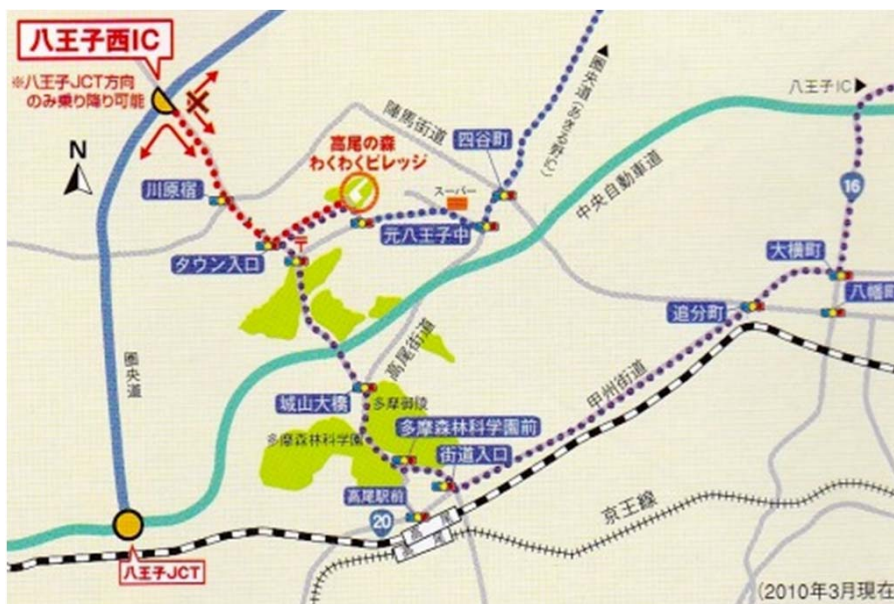 八王子西IC
※八王子JCT方向
のみ乗り降り可能
N
川原宿
タウン入口
〒
高尾の森
わくわくビレッジ
陣馬街道
四谷町
スーパー
元八王子中
圏央道(あきる野IC)
中央自動車道
八王子IC
16
大横町
八幡町
追分町
甲州街道
高尾街道
圏央道
城山大橋
多摩御陵
多摩森林科学園
多摩森林科学園前
街道入口
高尾駅前
20
高尾
高尾
京王線
八王子JCT
(2010年3月現在